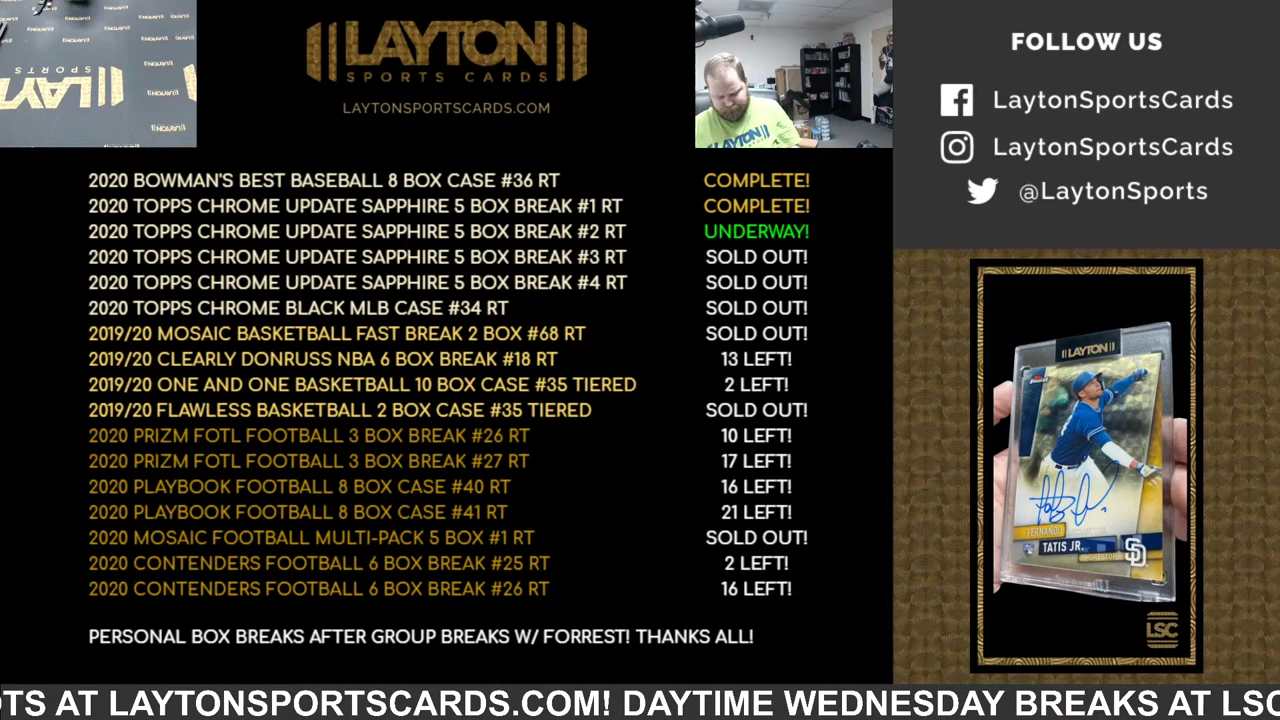 LAYTON
SPORTS CARDS
LAYTONSPORTSCARDS.COM
FOLLOW US
LaytonSportsCards
LaytonSportsCards
@LaytonSports
2020 BOWMAN'S BEST BASEBALL 8 BOX CASE #36 RT COMPLETE!
2020 TOPPS CHROME UPDATE SAPPHIRE 5 BOX BREAK #1 RT COMPLETE!
2020 TOPPS CHROME UPDATE SAPPHIRE 5 BOX BREAK #2 RT UNDERWAY!
2020 TOPPS CHROME UPDATE SAPPHIRE 5 BOX BREAK #3 RT SOLD OUT!
2020 TOPPS CHROME UPDATE SAPPHIRE 5 BOX BREAK #4 RT SOLD OUT!
2020 TOPPS CHROME BLACK MLB CASE #34 RT SOLD OUT!
2019/20 MOSAIC BASKETBALL FAST BREAK 2 BOX #68 RT SOLD OUT!
2019/20 CLEARLY DONRUSS NBA 6 BOX BREAK #18 RT 13 LEFT!
2019/20 ONE AND ONE BASKETBALL 10 BOX CASE #35 TIERED 2 LEFT!
2019/20 FLAWLESS BASKETBALL 2 BOX CASE #35 TIERED SOLD OUT!
2020 PRIZM FOTL FOOTBALL 3 BOX BREAK #26 RT 10 LEFT!
2020 PRIZM FOTL FOOTBALL 3 BOX BREAK #27 RT 17 LEFT!
2020 PLAYBOOK FOOTBALL 8 BOX CASE #40 RT 16 LEFT!
2020 PLAYBOOK FOOTBALL 8 BOX CASE #41 RT 21 LEFT!
2020 MOSAIC FOOTBALL MULTI-PACK 5 BOX #1 RT SOLD OUT!
2020 CONTENDERS FOOTBALL 6 BOX BREAK #25 RT 2 LEFT!
2020 CONTENDERS FOOTBALL 6 BOX BREAK #26 RT 16 LEFT!
PERSONAL BOX BREAKS AFTER GROUP BREAKS W/ FORREST! THANKS ALL!
LAYTON
FERNANDO
TATIS JR.
SHORTSTOP
SD
LSC
OTS AT LAYTONSPORTSCARDS.COM! DAYTIME WEDNESDAY BREAKS AT LSC